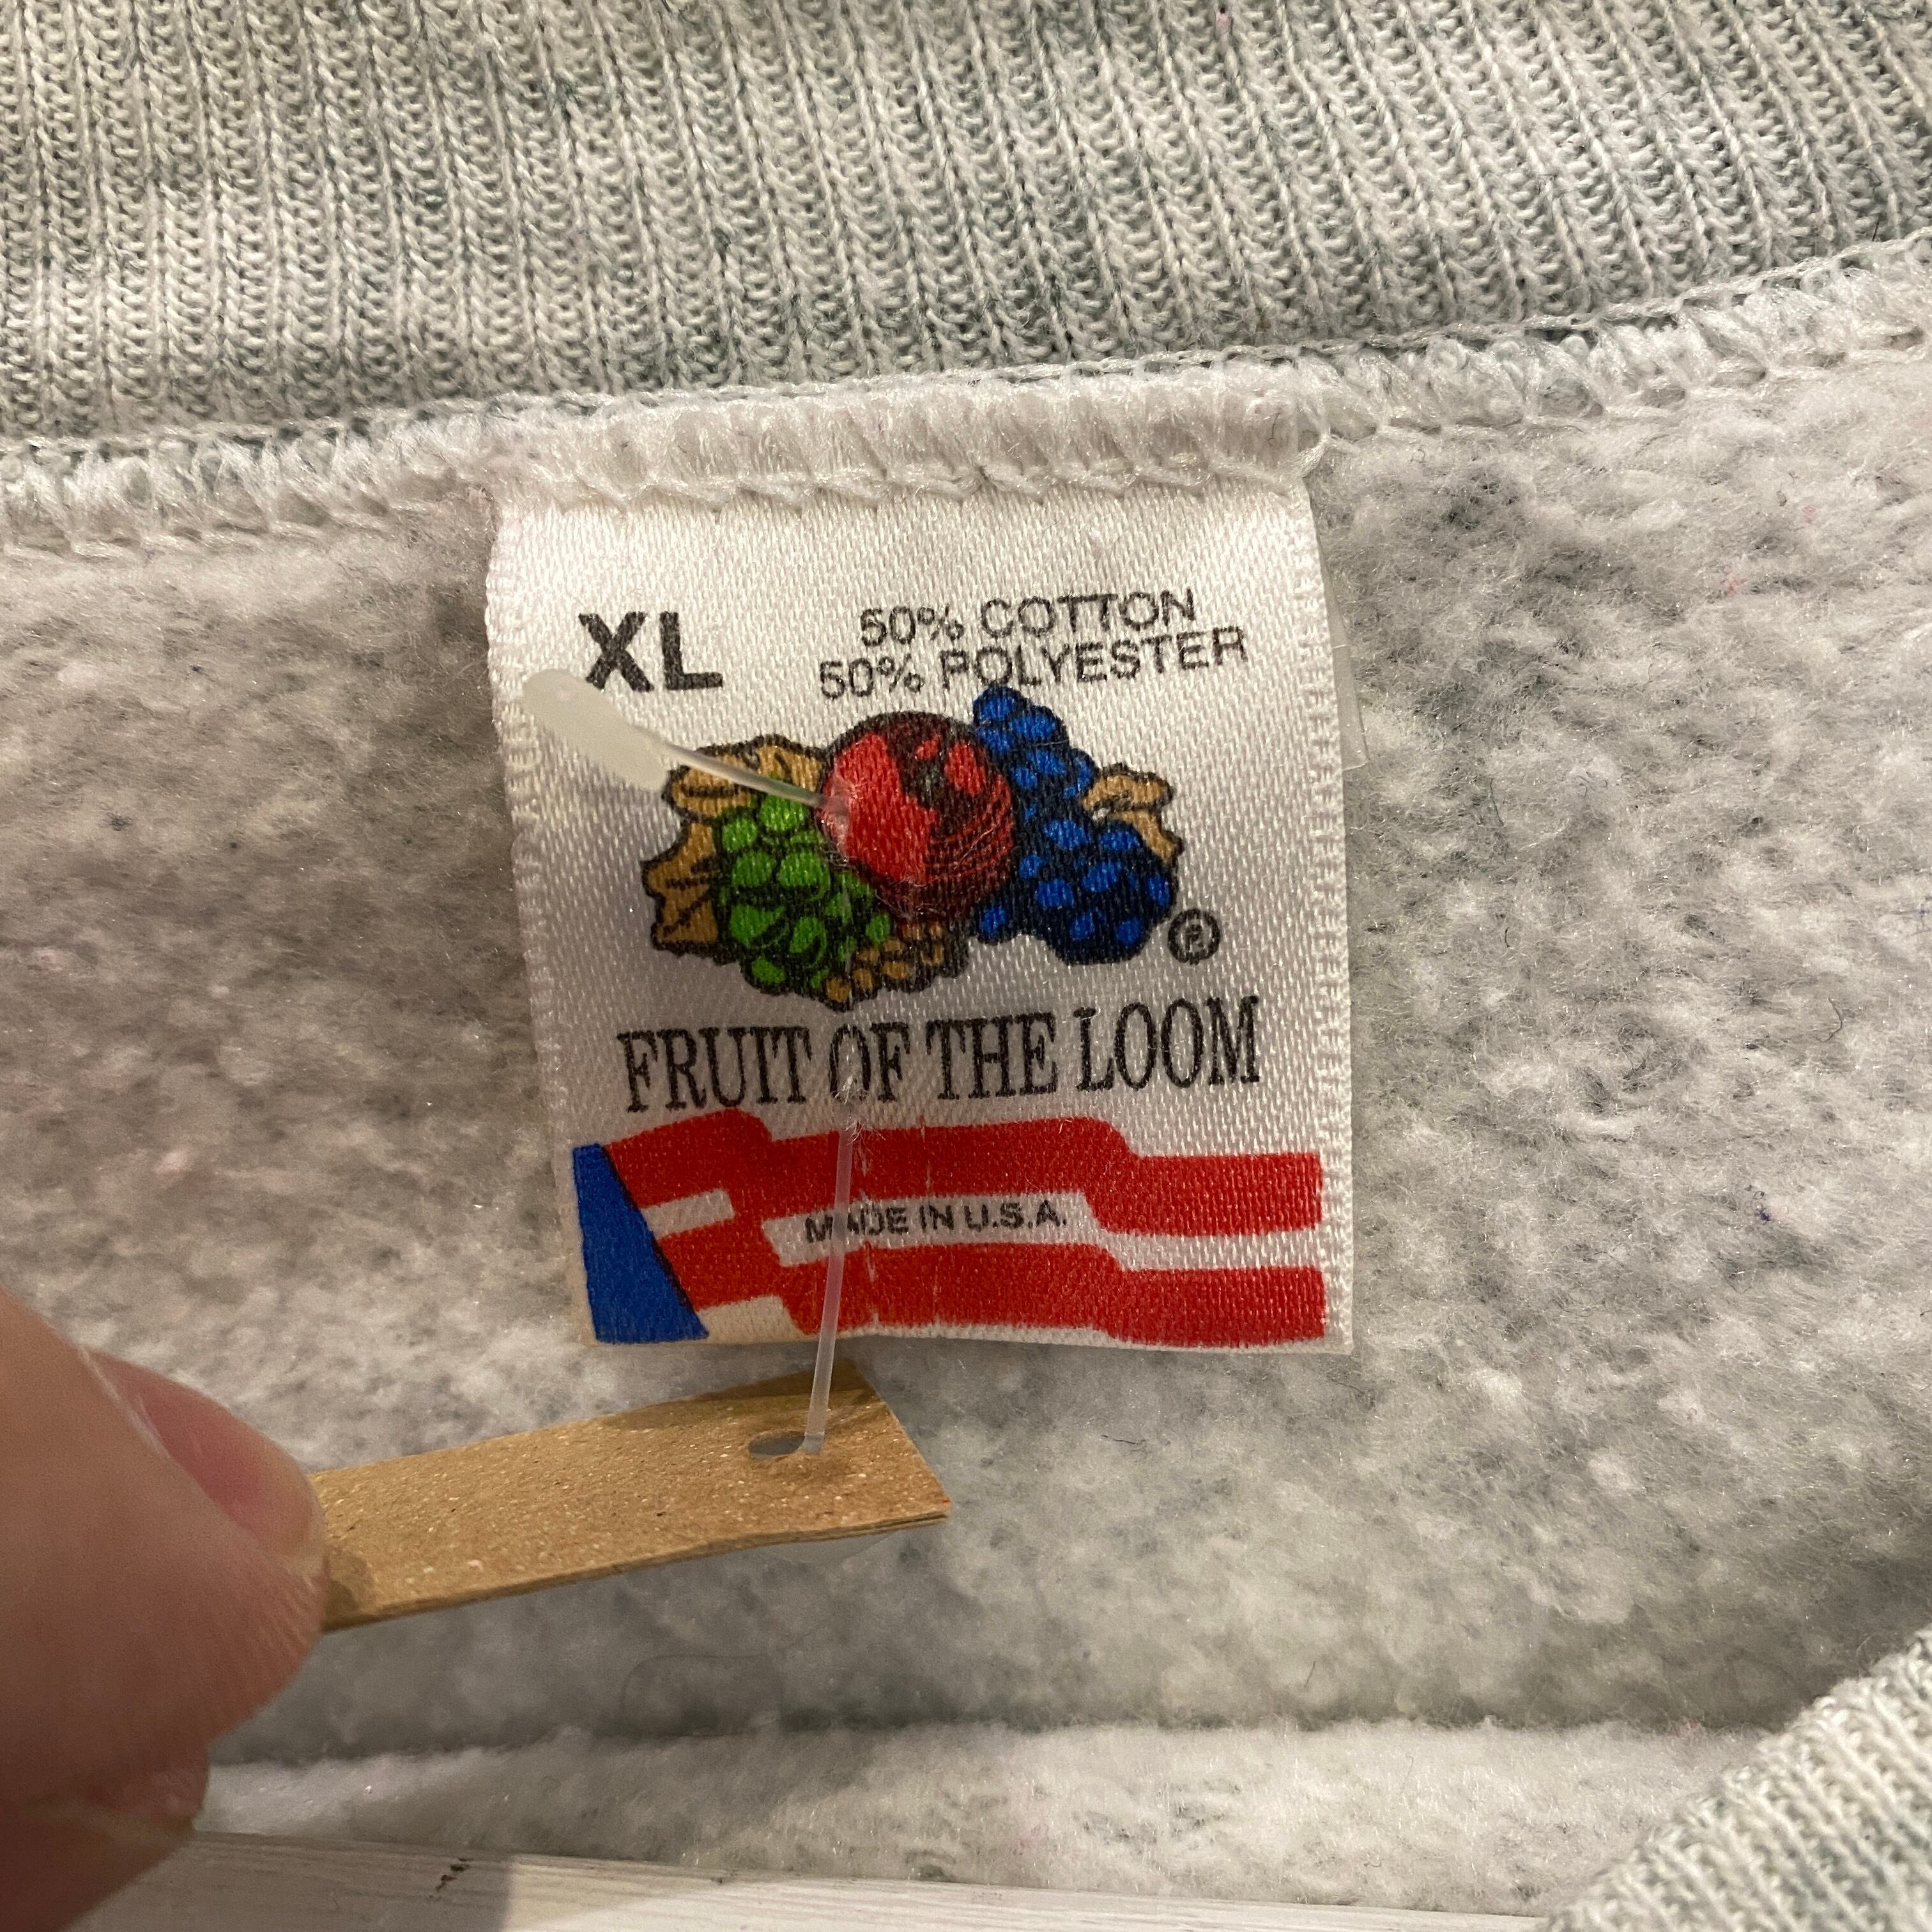 XL
50% COTTON
50% POLYESTER
®
FRUIT OF THE LOOM
MADE IN U.S.A.